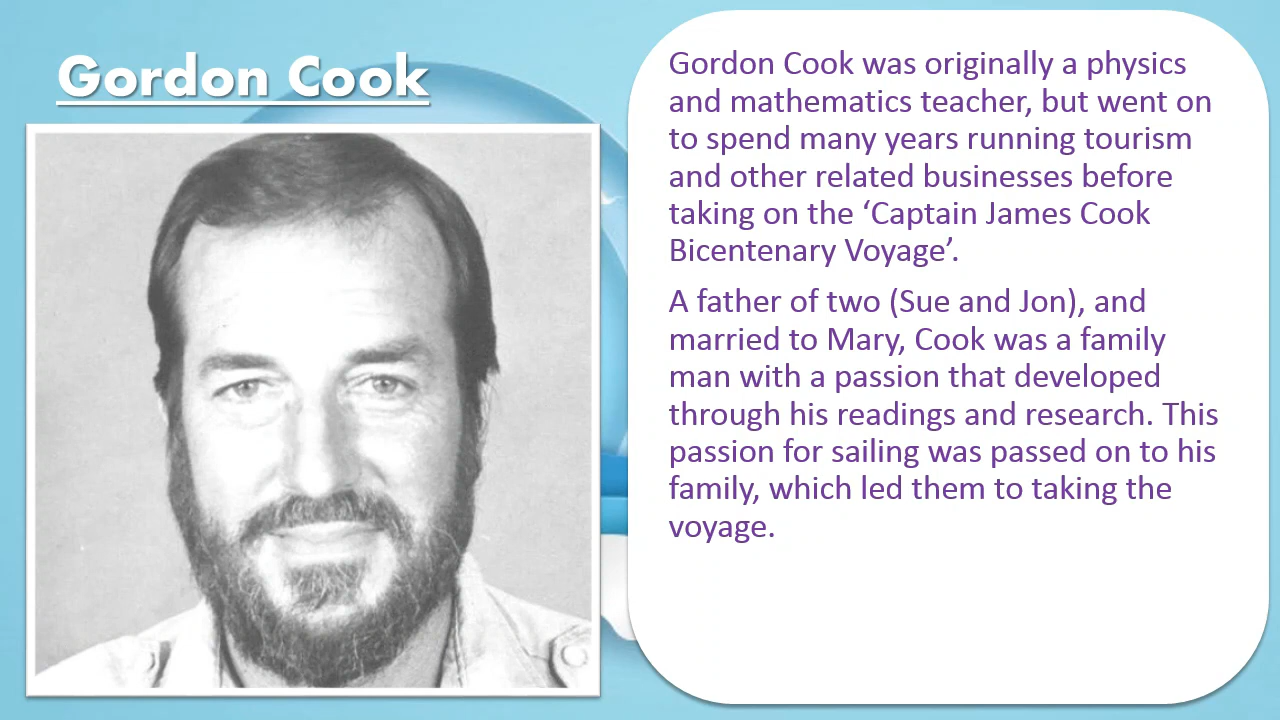 Gordon Cook
Gordon Cook was originally a physics
and mathematics teacher, but went on
to spend many years running tourism
and other related businesses before
taking on the ‘Captain James Cook
Bicentenary Voyage’.
A father of two (Sue and Jon), and
married to Mary, Cook was a family
man with a passion that developed
through his readings and research. This
passion for sailing was passed on to his
family, which led them to taking the
voyage.